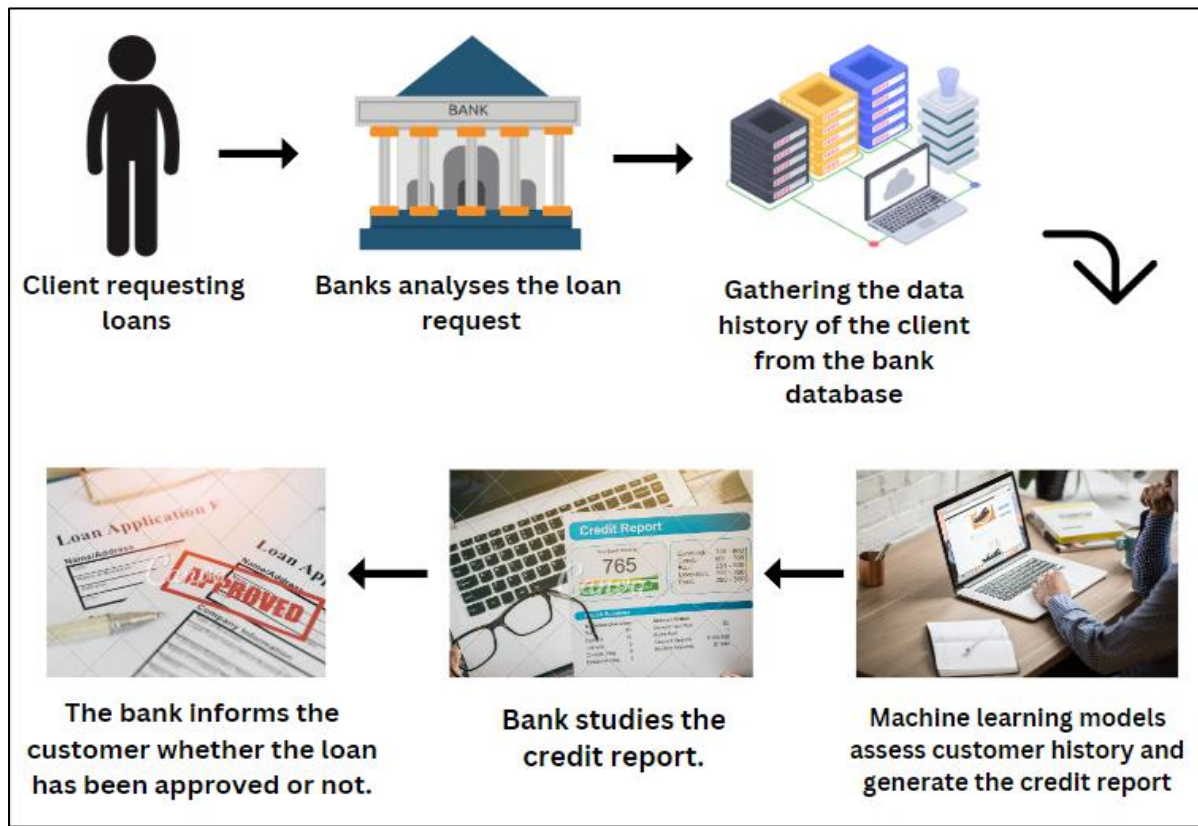 BANK
Client requesting
loans
Banks analyses the loan
request
Gathering the data
history of the client
from the bank
database
Loan Application
Name/Address
Loan
Name/Address
APPROVED
Company Information
Credit Report
765
The bank informs the
customer whether the loan
has been approved or not.
Bank studies the
credit report.
Machine learning models
assess customer history and
generate the credit report